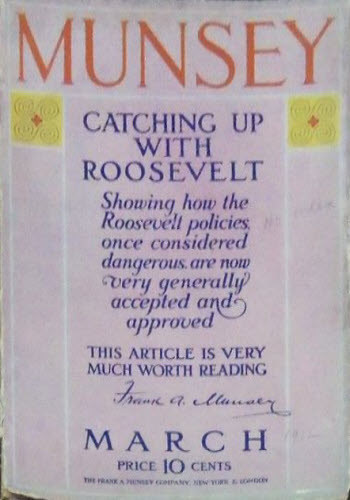 MUNSEY
CATCHING UP
WITH
ROOSEVELT
Showing how the
Roosevelt policies,
once considered
dangerous, are now
very generally
accepted and
approved
THIS ARTICLE IS VERY
MUCH WORTH READING
Frank A. Munsey
MARCH
PRICE 10 CENTS
THE FRANK A MUNSEY COMPANY, NEW YORK & LONDON